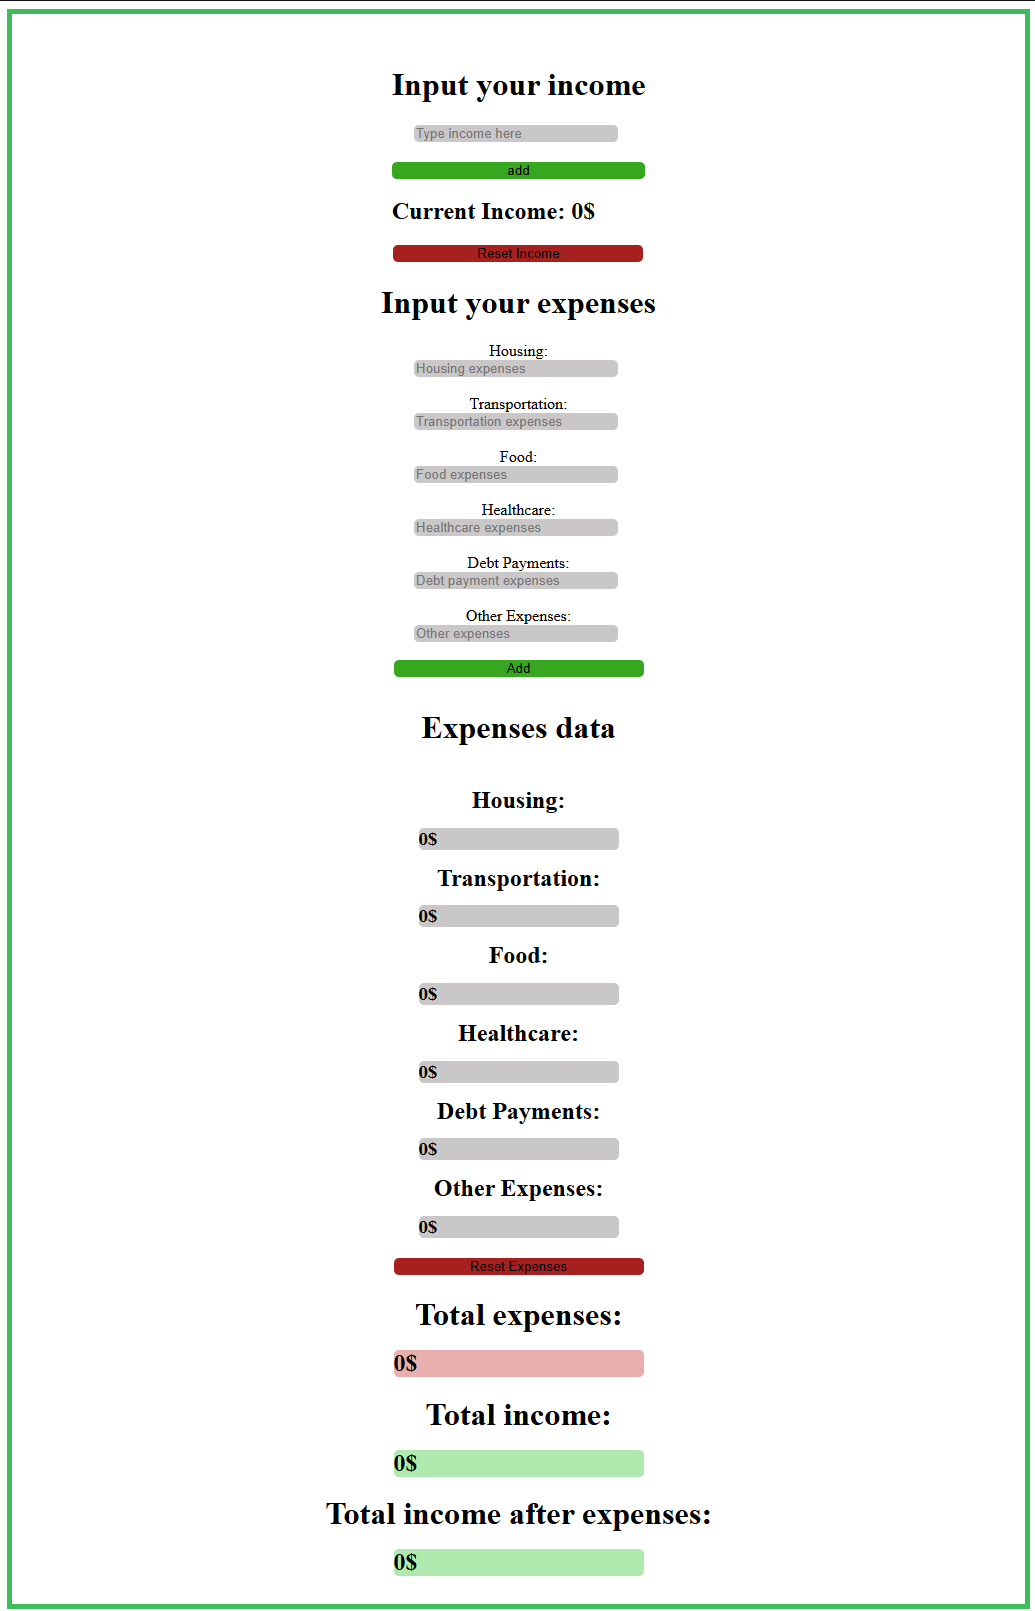 Input your income
Type income here
add
Current Income: 0$
Reset Income
Input your expenses
Housing:
Housing expenses
Transportation:
Transportation expenses
Food:
Food expenses
Healthcare:
Healthcare expenses
Debt Payments:
Debt payment expenses
Other Expenses:
Other expenses
Add
Expenses data
Housing:
0$
Transportation:
0$
Food:
0$
Healthcare:
0$
Debt Payments:
0$
Other Expenses:
0$
Reset Expenses
Total expenses:
0$
Total income:
0$
Total income after expenses:
0$